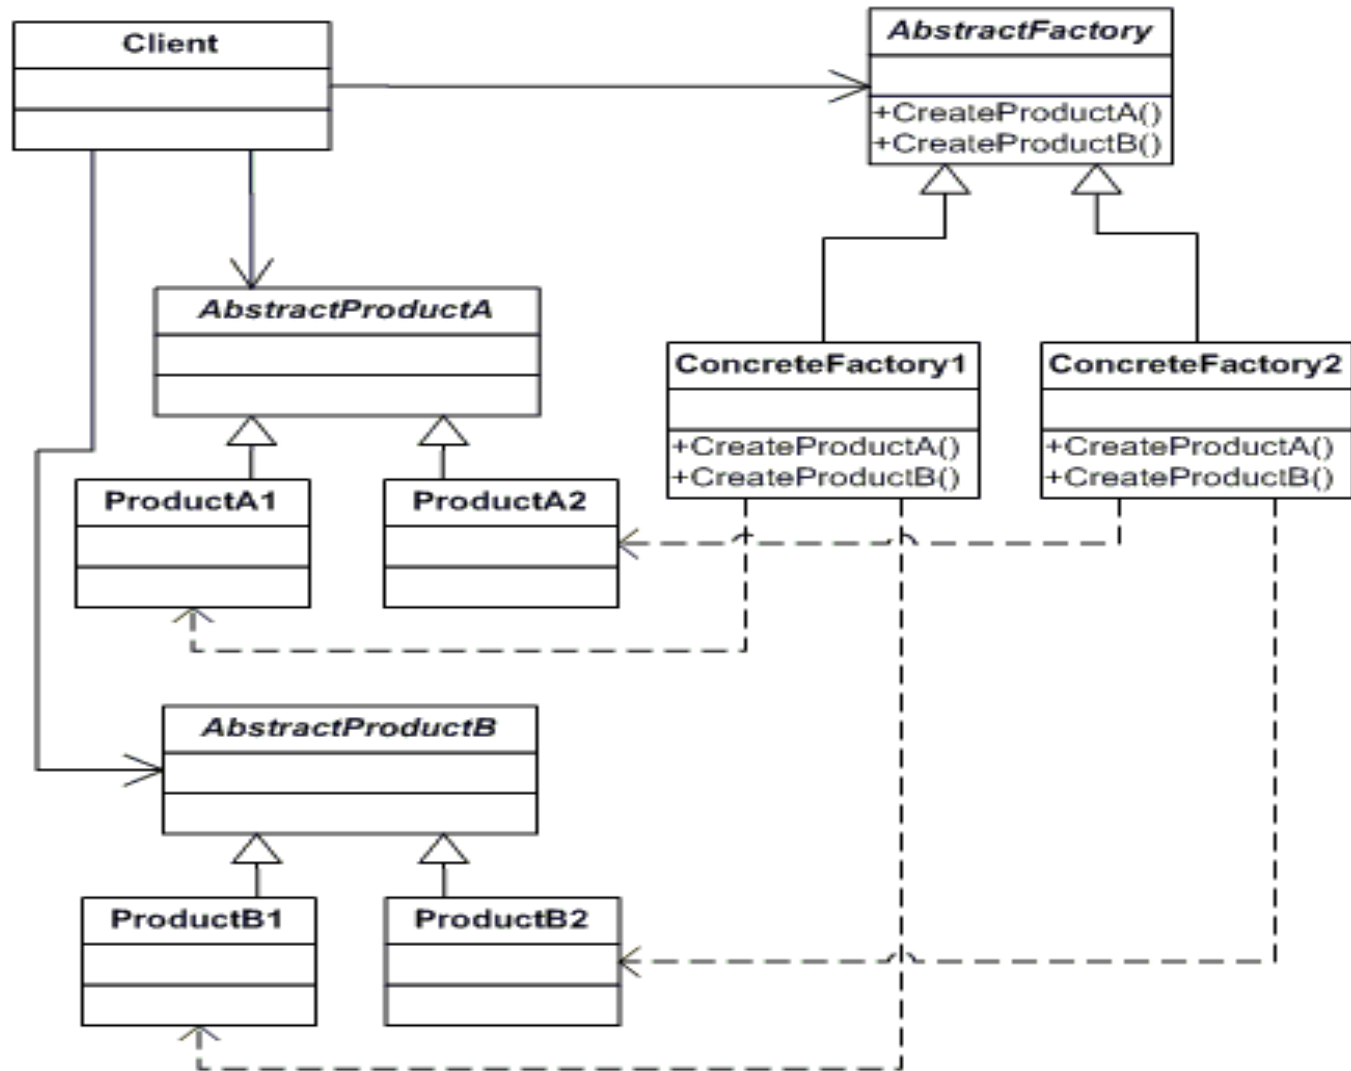 Client
AbstractFactory
+CreateProductA()
+CreateProductB()
AbstractProductA
ConcreteFactory1
+CreateProductA()
+CreateProductB()
ConcreteFactory2
+CreateProductA()
+CreateProductB()
ProductA1
ProductA2
AbstractProductB
ProductB1
ProductB2